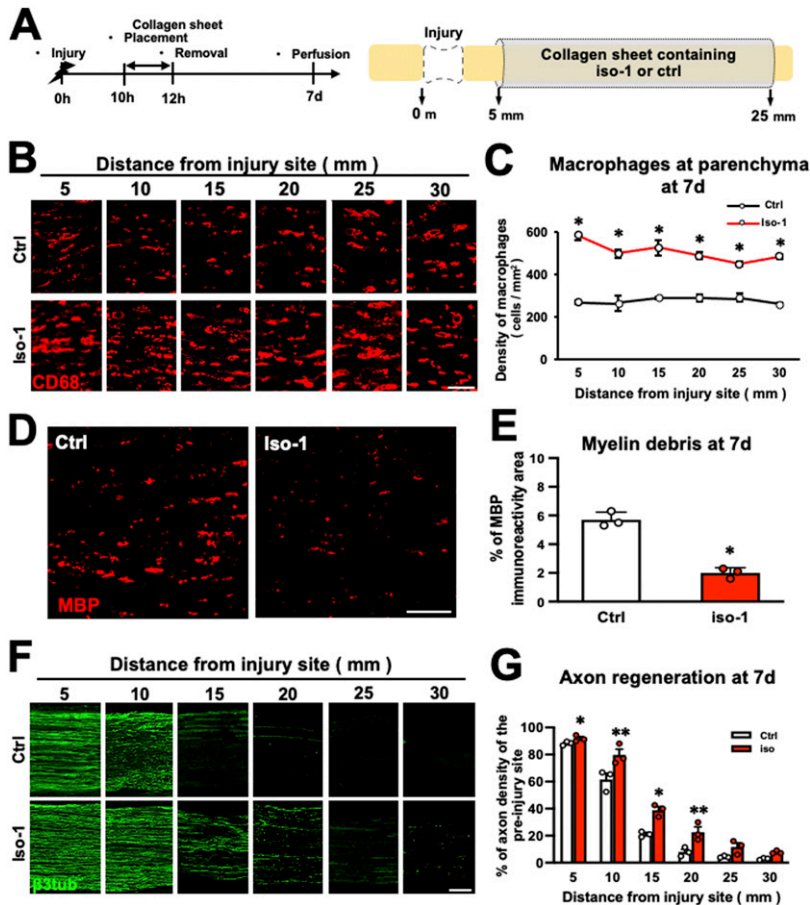 A
Collagen sheet
• Placement
• Injury
• Removal
• Perfusion
0h
10h
12h
7d
Injury
Collagen sheet containing
iso-1 or ctrl
0 m
5 mm
25 mm
B
Distance from injury site ( mm )
5 10 15 20 25 30
Ctrl
Iso-1
CD68
C
Macrophages at parenchyma
at 7d
Ctrl
Iso-1
Density of macrophages
( cells / mm²)
600
400
200
0
* * * * * *
5 10 15 20 25 30
Distance from injury site ( mm )
D
Ctrl
Iso-1
MBP
E
Myelin debris at 7d
% of MBP
immunoreactivity area
10
8
6
4
2
0
*
Ctrl iso-1
F
Distance from injury site ( mm )
5 10 15 20 25 30
Ctrl
Iso-1
β3tub
G
Axon regeneration at 7d
Ctrl
iso
% of axon density of the
pre-injury site
100
80
60
40
20
0
* ** * **
5 10 15 20 25 30
Distance from injury site ( mm )